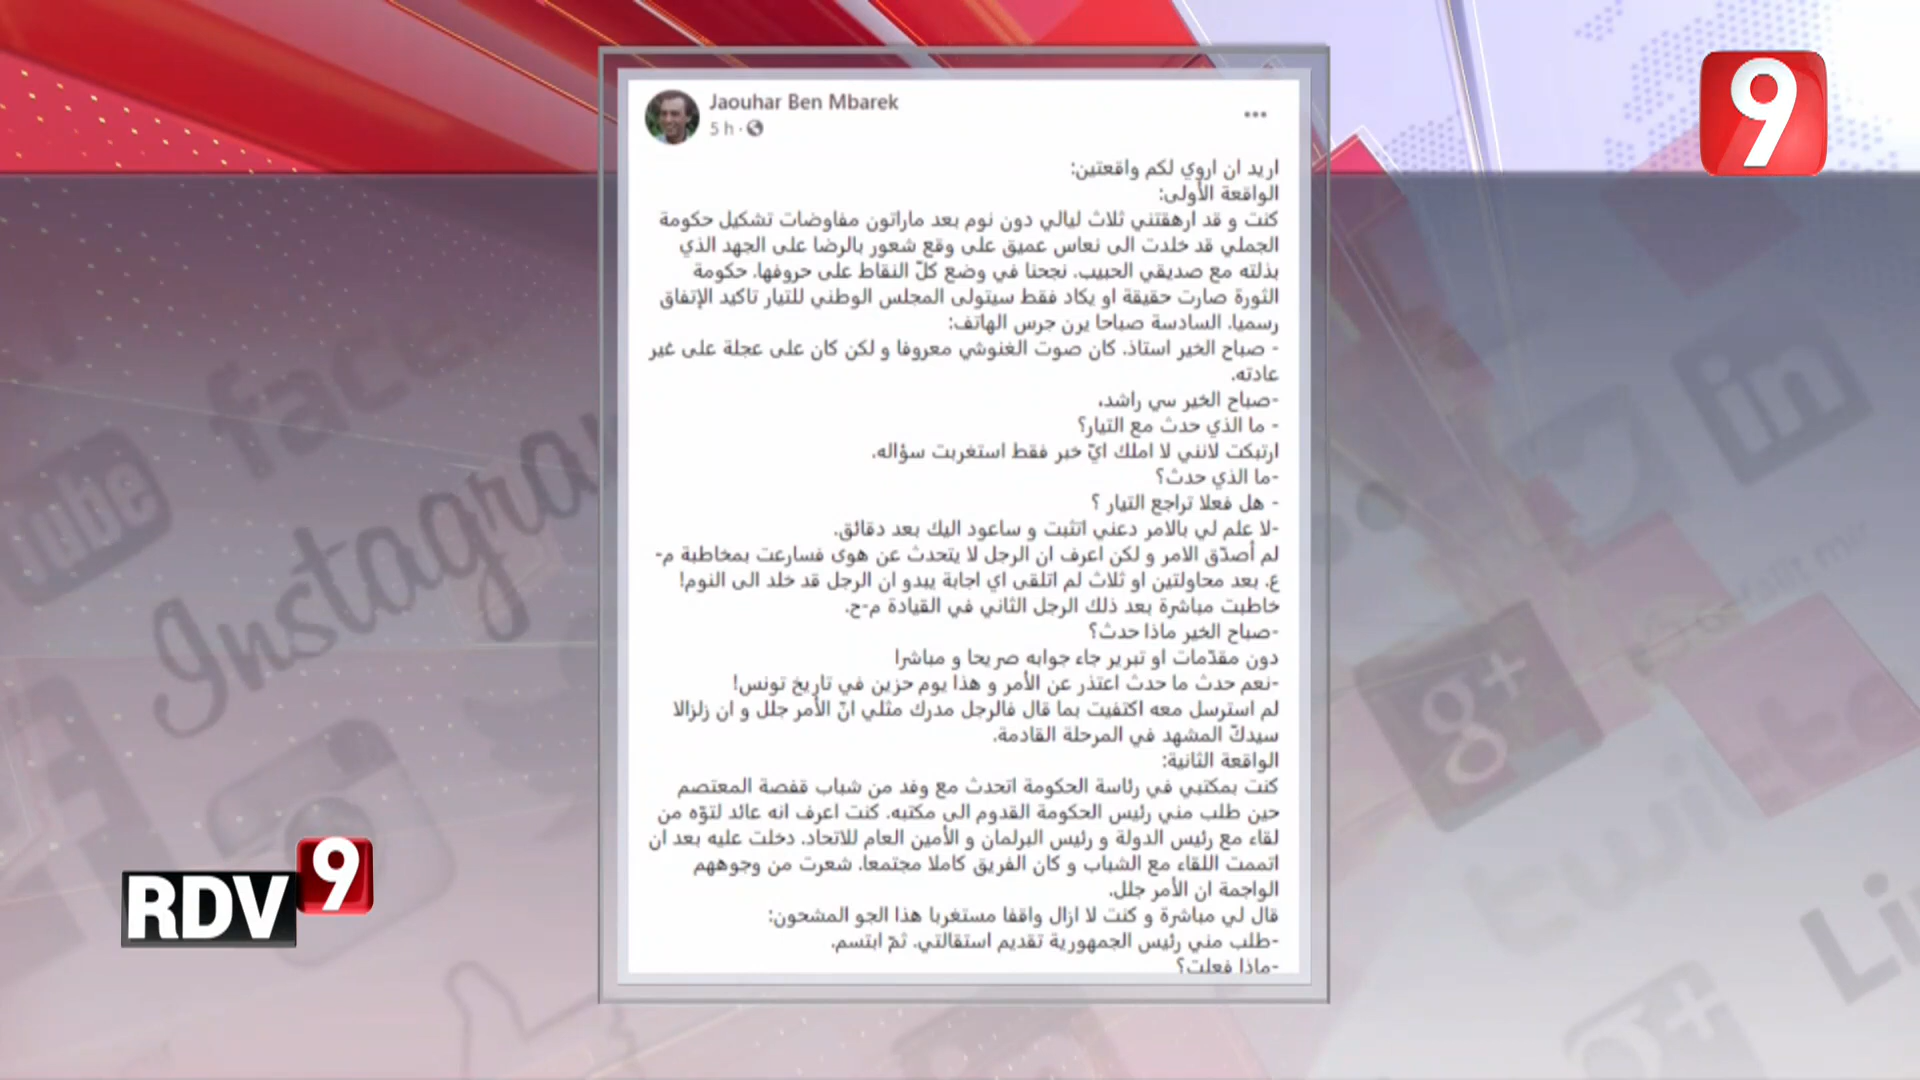 9
Jaouhar Ben Mbarek
5 h
اريد ان اروي لكم واقعتين:
الواقعة الأولى:
كنت و قد ارهقتني ثلاث ليالي دون نوم بعد ماراتون مفاوضات تشكيل حكومة
الجملي قد خلدت الى نعاس عميق على وقع شعور بالرضا على الجهد الذي
بذلته مع صديقي الحبيب. نجحنا في وضع كلّ النقاط على حروفها. حكومة
الثورة صارت حقيقة او يكاد فقط سيتولى المجلس الوطني للتيار تاكيد الإتفاق
رسميا. السادسة صباحا يرن جرس الهاتف:
- صباح الخير استاذ. كان صوت الغنوشي معروفا و لكن كان على عجلة على غير
عادته.
-صباح الخير سي راشد،
- ما الذي حدث مع التيار؟
ارتبكت لانني لا املك ايّ خبر فقط استغربت سؤاله.
-ما الذي حدث؟
- هل فعلا تراجع التيار ؟
-لا علم لي بالامر دعني اتثبت و ساعود اليك بعد دقائق.
لم أصدّق الامر و لكن اعرف ان الرجل لا يتحدث عن هوى فسارعت بمخاطبة م-
ع. بعد محاولتين او ثلاث لم اتلقى اي اجابة يبدو ان الرجل قد خلد الى النوم!
خاطبت مباشرة بعد ذلك الرجل الثاني في القيادة م-ح.
-صباح الخير ماذا حدث؟
دون مقدّمات او تبرير جاء جوابه صريحا و مباشرا
-نعم حدث ما حدث اعتذر عن الأمر و هذا يوم حزين في تاريخ تونس!
لم استرسل معه اكتفيت بما قال فالرجل مدرك مثلي انّ الأمر جلل و ان زلزالا
سيدكّ المشهد في المرحلة القادمة.
الواقعة الثانية:
كنت بمكتبي في رئاسة الحكومة اتحدث مع وفد من شباب قفصة المعتصم
حين طلب مني رئيس الحكومة القدوم الى مكتبه. كنت اعرف انه عائد لتوّه من
لقاء مع رئيس الدولة و رئيس البرلمان و الأمين العام للاتحاد. دخلت عليه بعد ان
اتممت اللقاء مع الشباب و كان الفريق كاملا مجتمعا. شعرت من وجوههم
الواجمة ان الأمر جلل.
قال لي مباشرة و كنت لا ازال واقفا مستغربا هذا الجو المشحون:
-طلب مني رئيس الجمهورية تقديم استقالتي. ثمّ ابتسم.
-ماذا فعلت؟
RDV 9
face
Instagra
ube
in
g+
twi
g+
Li